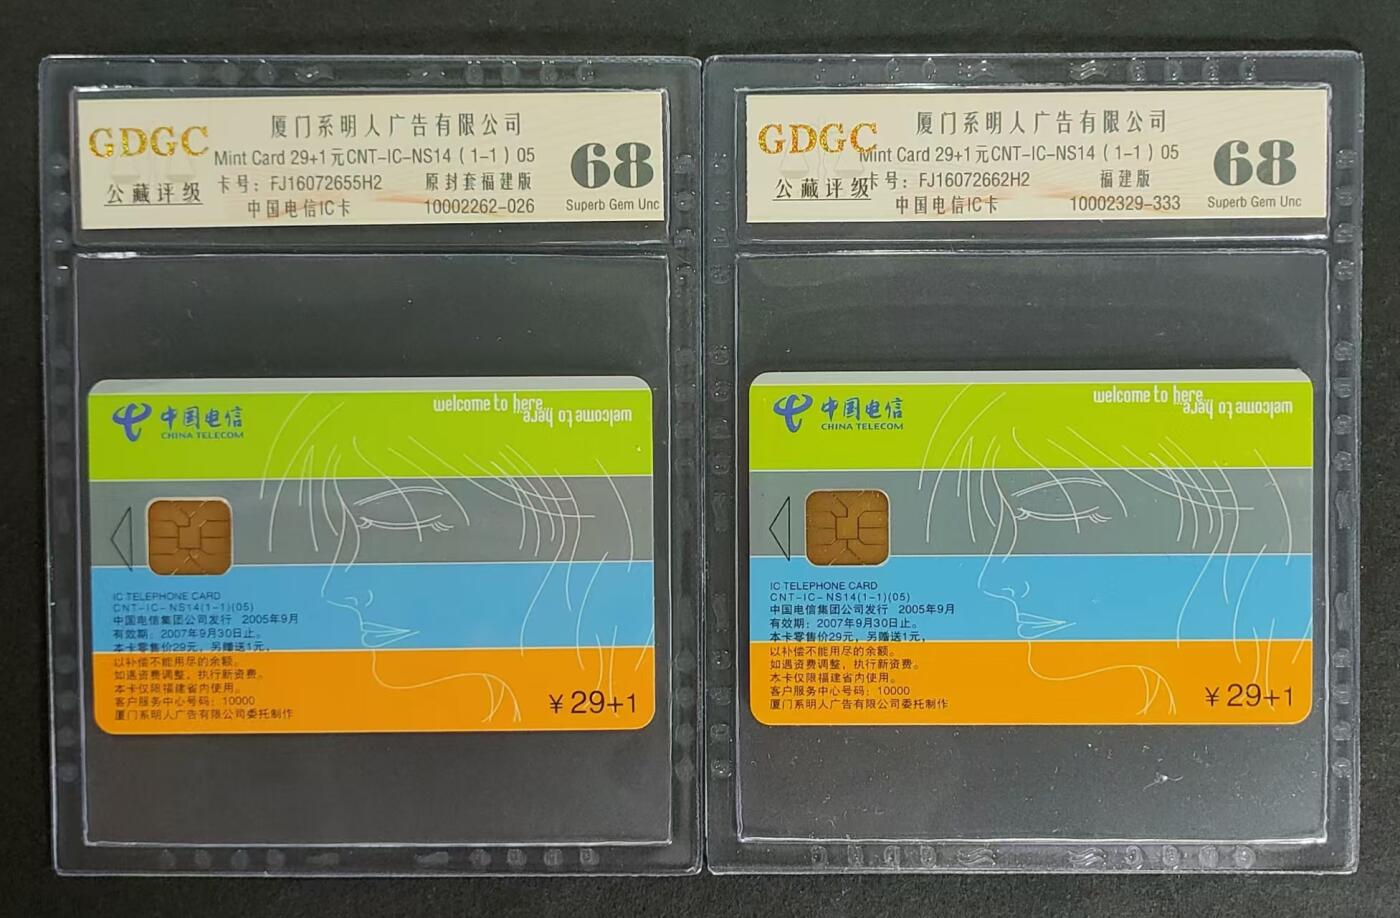 GDGC
公藏评级
厦门系明人广告有限公司
Mint Card 29+1元CNT-IC-NS14（1-1）05
卡号：FJ16072655H2 原封套福建版
中国电信IC卡 10002262-026
68
Superb Gem Unc
中国电信
CHINA TELECOM
welcome to here...
welcome to here...
IC TELEPHONE CARD
CNT-IC-NS14(1-1)(05)
中国电信集团公司发行 2005年9月
有效期：2007年9月30日止。
本卡零售价29元，另赠送1元，
以补偿不能用尽的余额。
如遇资费调整，执行新资费。
本卡仅限福建省内使用。
客户服务中心号码：10000
厦门系明人广告有限公司委托制作
¥29+1
GDGC
公藏评级
厦门系明人广告有限公司
Mint Card 29+1元CNT-IC-NS14（1-1）05
卡号：FJ16072662H2 福建版
中国电信IC卡 10002329-333
68
Superb Gem Unc
中国电信
CHINA TELECOM
welcome to here...
welcome to here...
IC TELEPHONE CARD
CNT-IC-NS14(1-1)(05)
中国电信集团公司发行 2005年9月
有效期：2007年9月30日止。
本卡零售价29元，另赠送1元，
以补偿不能用尽的余额。
如遇资费调整，执行新资费。
本卡仅限福建省内使用。
客户服务中心号码：10000
厦门系明人广告有限公司委托制作
¥29+1